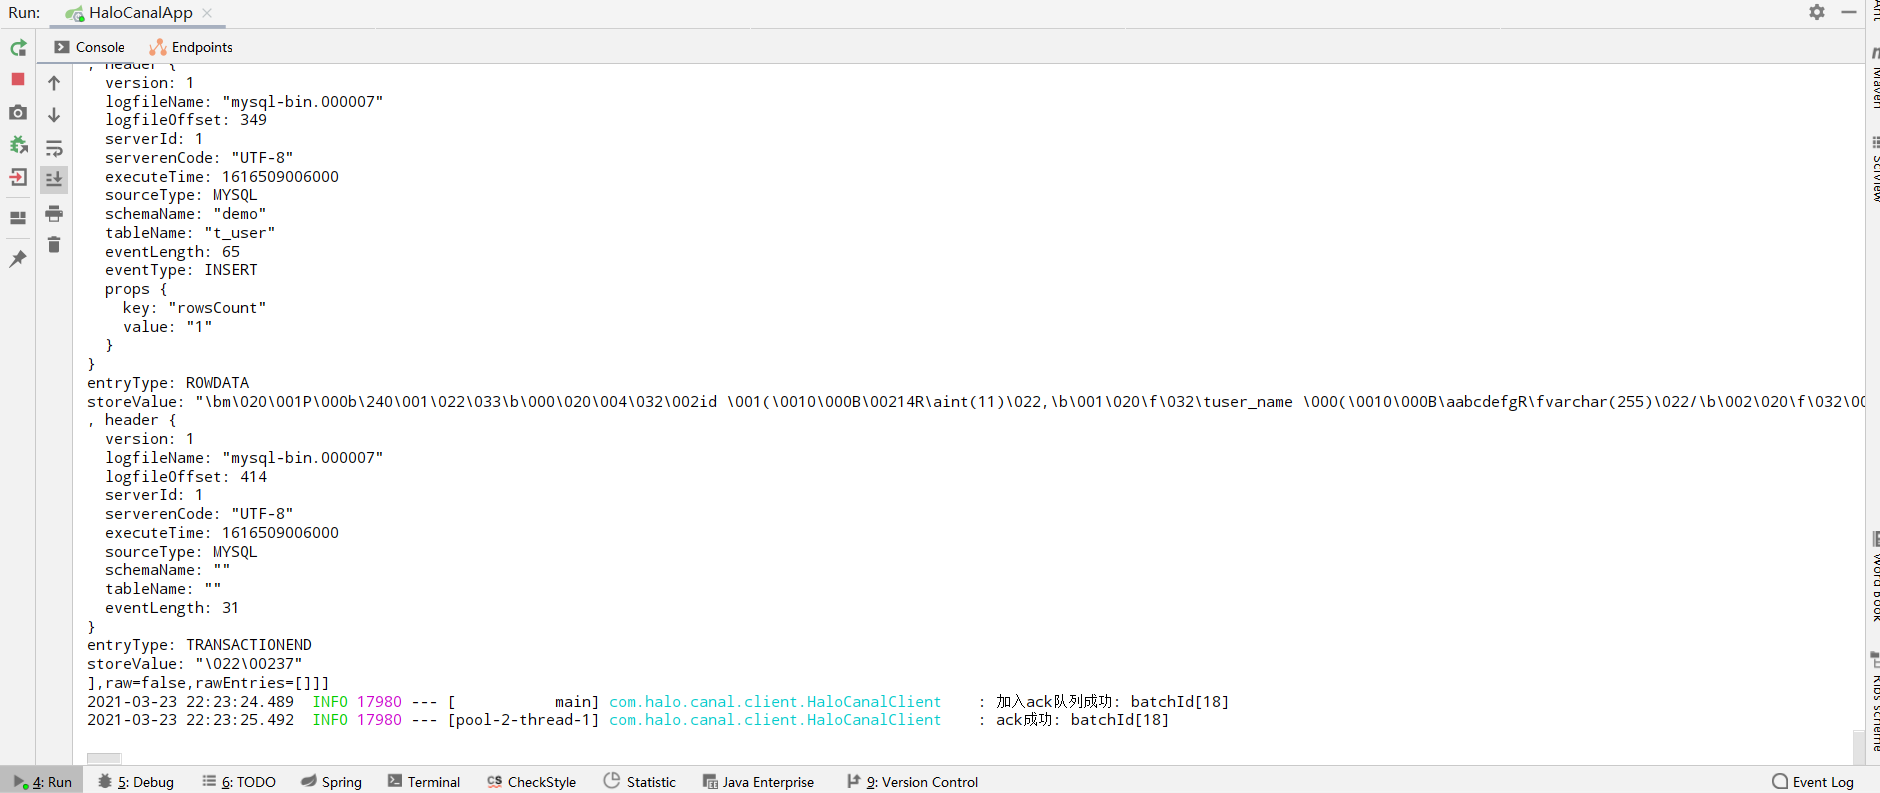 Run: HaloCanalApp
Console Endpoints
, header {
version: 1
logfileName: "mysql-bin.000007"
logfileOffset: 349
serverId: 1
serverenCode: "UTF-8"
executeTime: 1616509006000
sourceType: MYSQL
schemaName: "demo"
tableName: "t_user"
eventLength: 65
eventType: INSERT
props {
key: "rowsCount"
value: "1"
}
}
entryType: ROWDATA
storeValue: "\bm\020\001P\000b\240\001\022\033\b\000\020\004\032\002id \001(\0010\000B\00214R\aint(11)\022,\b\001\020\f\032\tuser_name \000(\0010\000B\aabcdefgR\fvarchar(255)\022/\b\002\020\f\032\00
, header {
version: 1
logfileName: "mysql-bin.000007"
logfileOffset: 414
serverId: 1
serverenCode: "UTF-8"
executeTime: 1616509006000
sourceType: MYSQL
schemaName: ""
tableName: ""
eventLength: 31
}
entryType: TRANSACTIONEND
storeValue: "\022\00237"
],raw=false,rawEntries=[]]]
2021-03-23 22:23:24.489 INFO 17980 --- [ main] com.halo.canal.client.HaloCanalClient : 加入ack队列成功: batchId[18]
2021-03-23 22:23:25.492 INFO 17980 --- [pool-2-thread-1] com.halo.canal.client.HaloCanalClient : ack成功: batchId[18]
4: Run 5: Debug 6: TODO Spring Terminal CheckStyle Statistic Java Enterprise 9: Version Control Event Log
Ant
Maven
SciView
Word Book